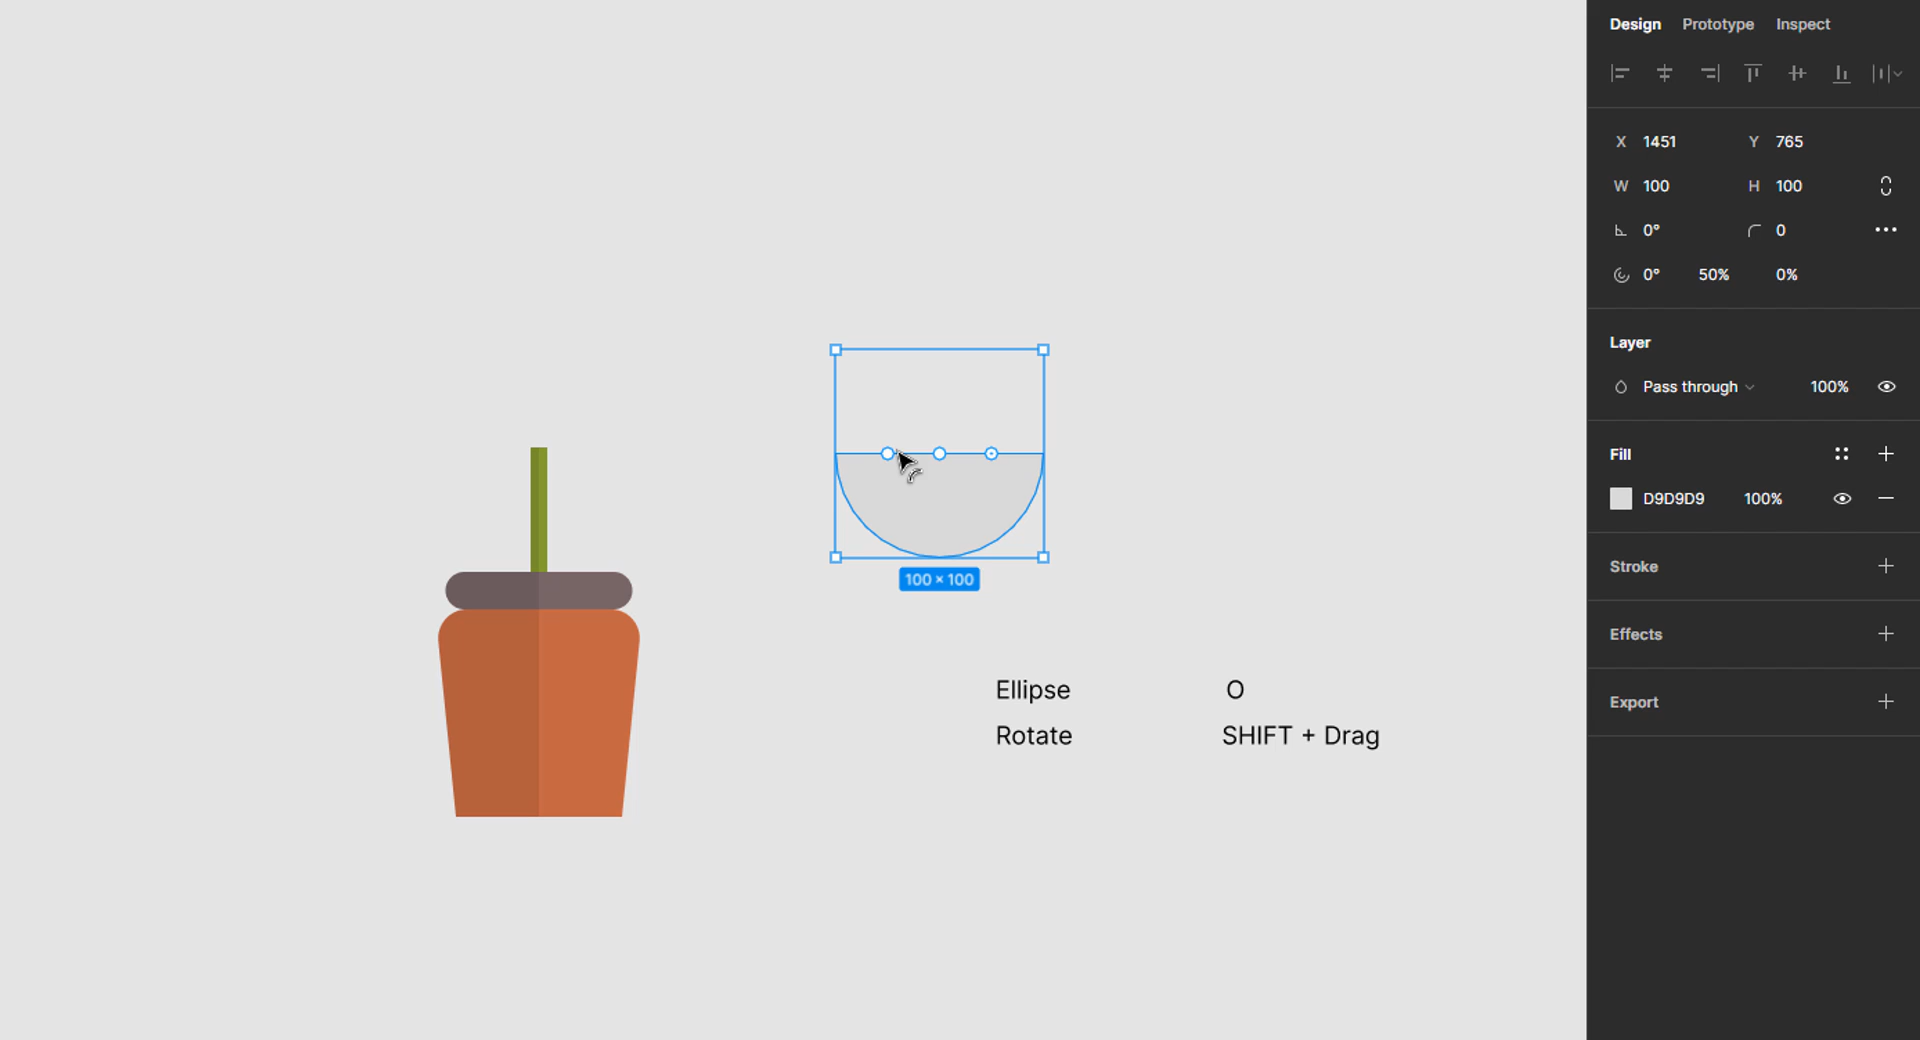 Design Prototype Inspect
X 1451 Y 765
W 100 H 100
0° 0
0° 50% 0%
Layer
Pass through 100%
Fill
D9D9D9 100%
100 × 100
Stroke
Effects
Ellipse O
Export
Rotate SHIFT + Drag